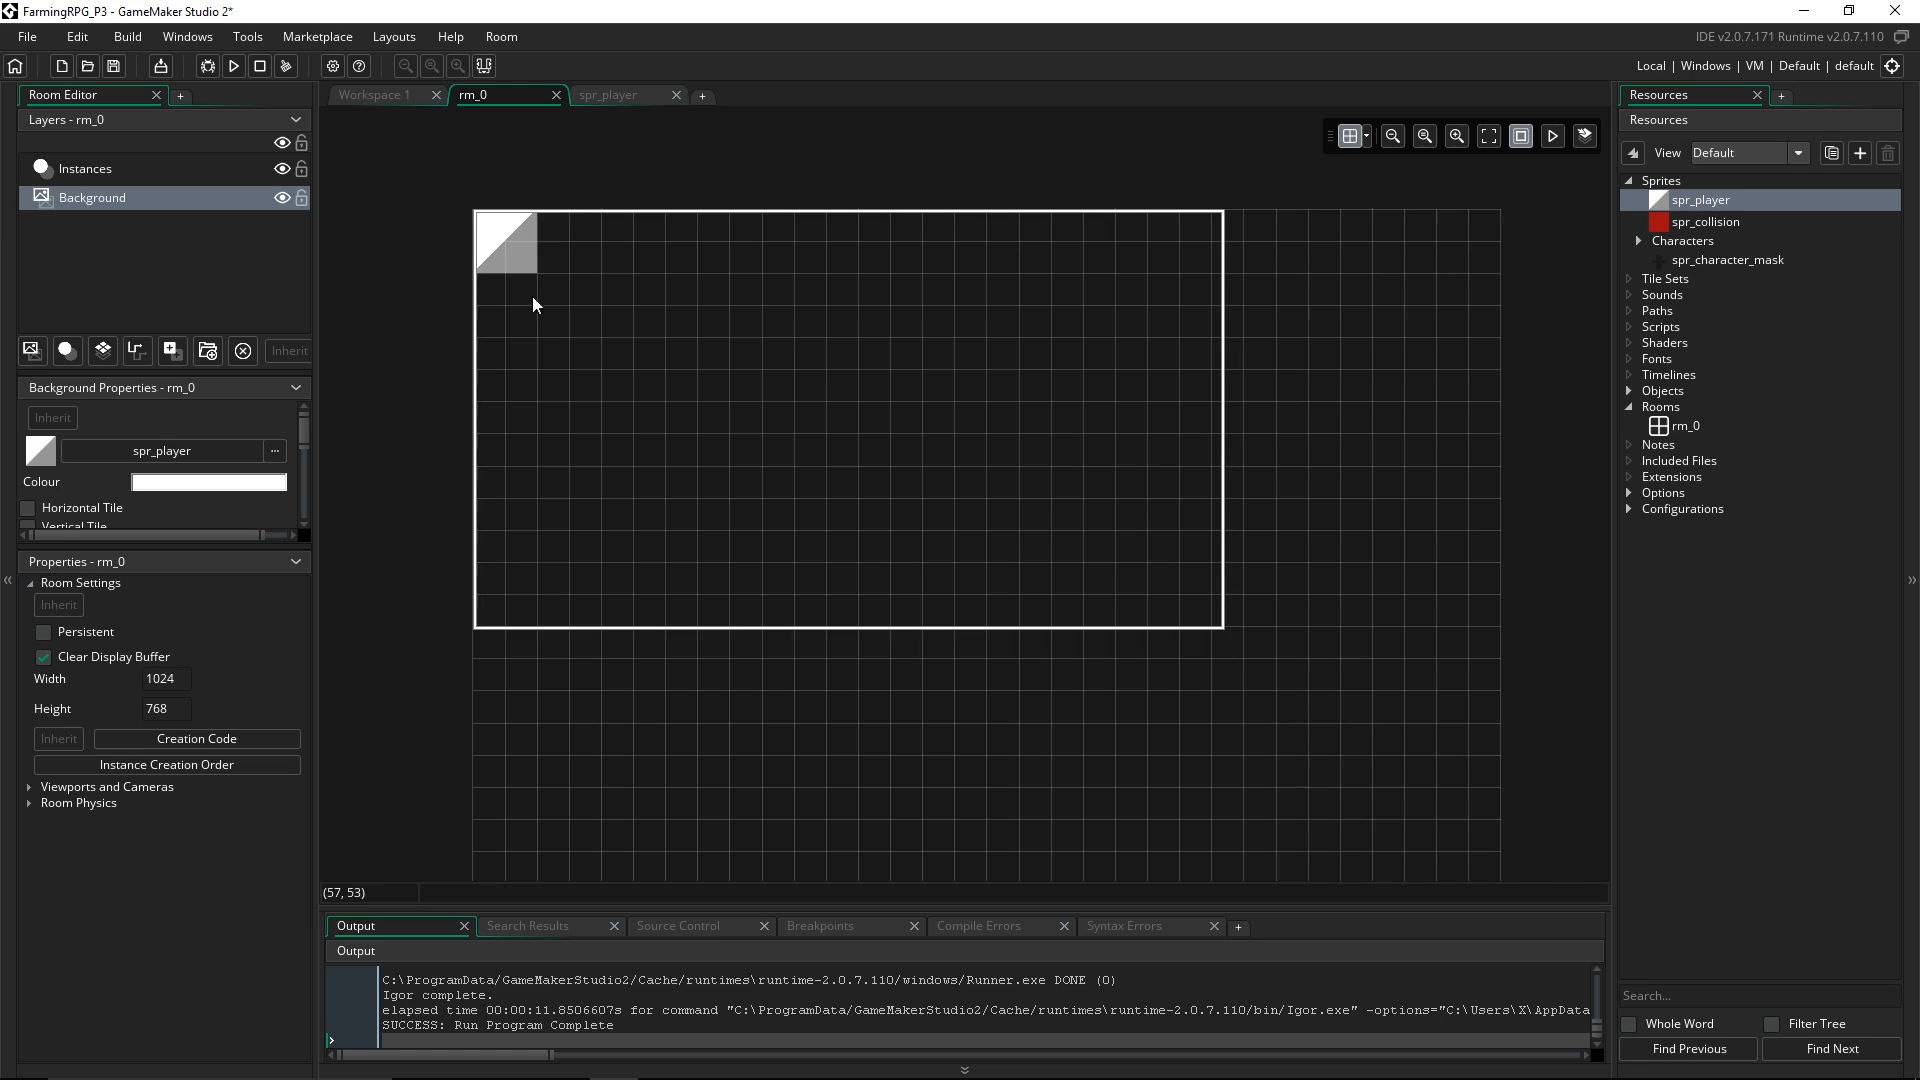 FarmingRPG_P3 - GameMaker Studio 2*
File Edit Build Windows Tools Marketplace Layouts Help Room
IDE v2.0.7.171 Runtime v2.0.7.110
Local | Windows | VM | Default | default
Room Editor
Layers - rm_0
Instances
Background
Inherit
Background Properties - rm_0
Inherit
spr_player
...
Colour
Horizontal Tile
Vertical Tile
Properties - rm_0
Room Settings
Inherit
Persistent
Clear Display Buffer
Width 1024
Height 768
Inherit Creation Code
Instance Creation Order
Viewports and Cameras
Room Physics
Workspace 1 rm_0 spr_player
(57, 53)
Output Search Results Source Control Breakpoints Compile Errors Syntax Errors
Output
C:\ProgramData/GameMakerStudio2/Cache/runtimes\runtime-2.0.7.110/windows/Runner.exe DONE (0)
Igor complete.
elapsed time 00:00:11.8506607s for command "C:\ProgramData/GameMakerStudio2/Cache/runtimes\runtime-2.0.7.110/bin/Igor.exe" -options="C:\Users\X\AppData
SUCCESS: Run Program Complete
Resources
Resources
View Default
Sprites
spr_player
spr_collision
Characters
spr_character_mask
Tile Sets
Sounds
Paths
Scripts
Shaders
Fonts
Timelines
Objects
Rooms
rm_0
Notes
Included Files
Extensions
Options
Configurations
Search...
Whole Word Filter Tree
Find Previous Find Next